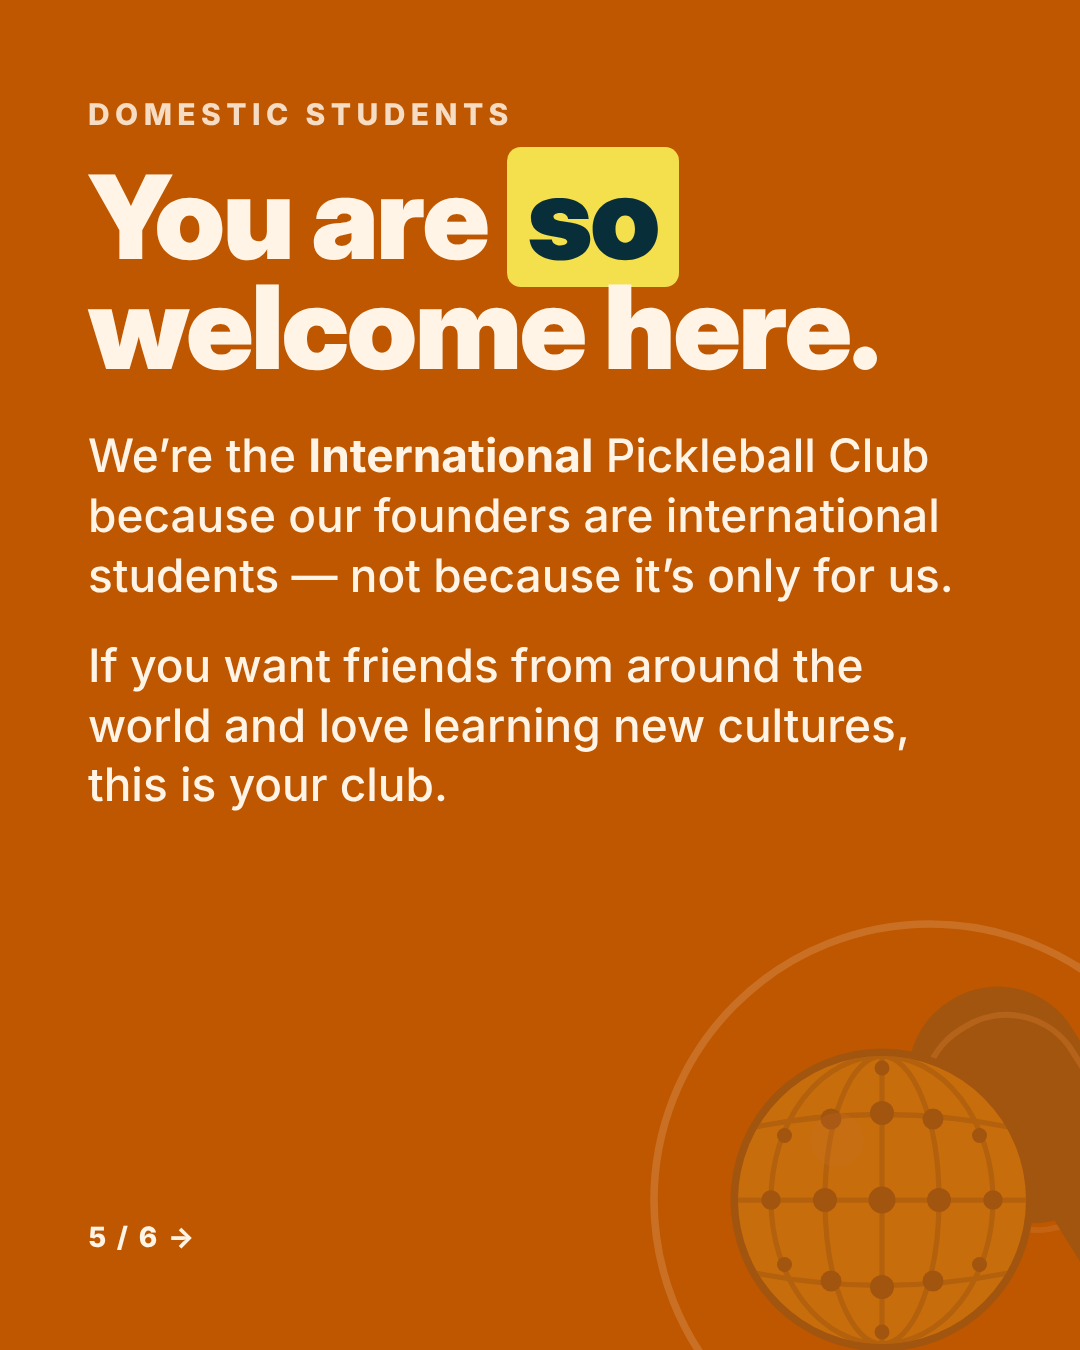 DOMESTIC STUDENTS
You are so
welcome here.
We’re the International Pickleball Club
because our founders are international
students — not because it’s only for us.
If you want friends from around the
world and love learning new cultures,
this is your club.
5 / 6 →